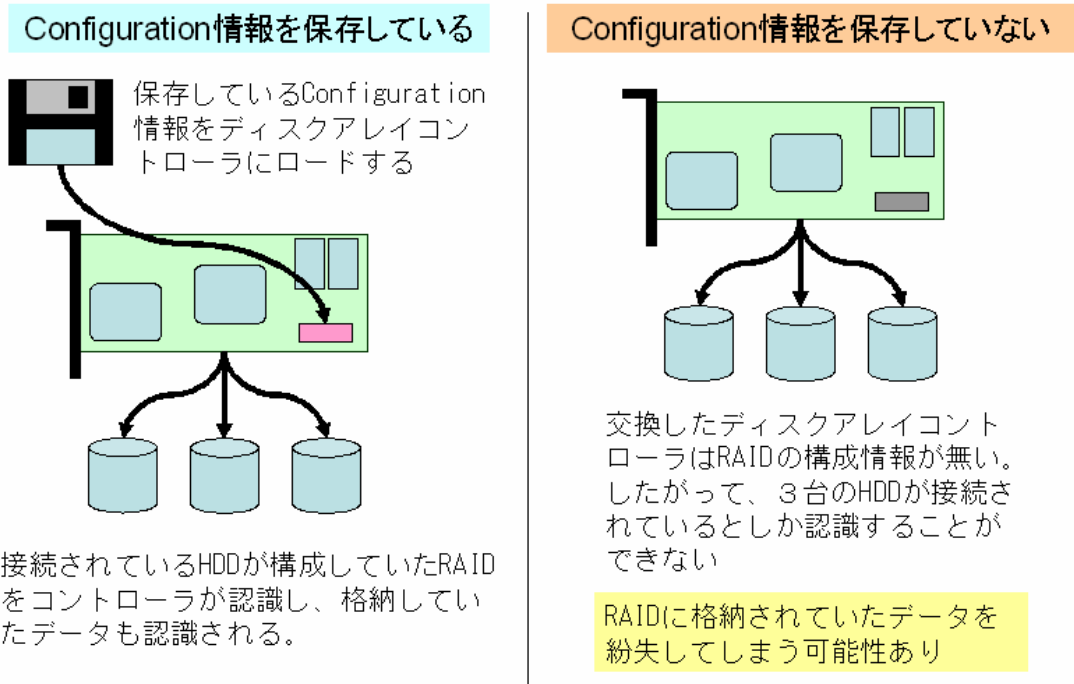 Configuration情報を保存している
保存しているConfiguration
情報をディスクアレイコン
トローラにロードする
接続されているHDDが構成していたRAID
をコントローラが認識し、格納してい
たデータも認識される。
Configuration情報を保存していない
交換したディスクアレイコント
ローラはRAIDの構成情報が無い。
したがって、３台のHDDが接続さ
れているとしか認識することが
できない
RAIDに格納されていたデータを
紛失してしまう可能性あり